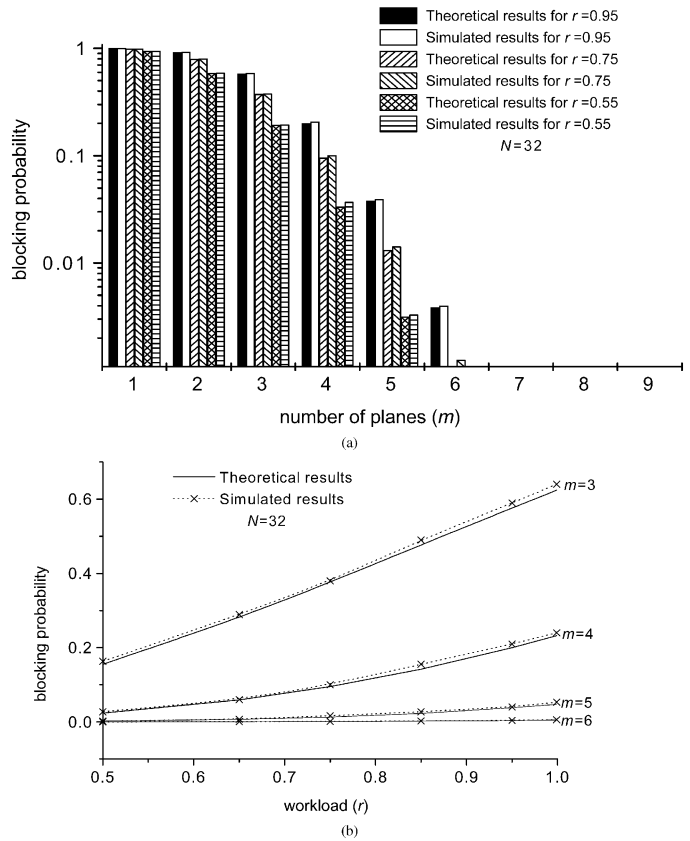 Theoretical results for r =0.95
Simulated results for r =0.95
Theoretical results for r =0.75
Simulated results for r =0.75
Theoretical results for r =0.55
Simulated results for r =0.55
N = 32
blocking probability
1
0.1
0.01
1 2 3 4 5 6 7 8 9
number of planes (m)
(a)
Theoretical results
Simulated results
N=32
blocking probability
0.6
0.4
0.2
0.0
m=3
m=4
m=5
m=6
0.5 0.6 0.7 0.8 0.9 1.0
workload (r)
(b)